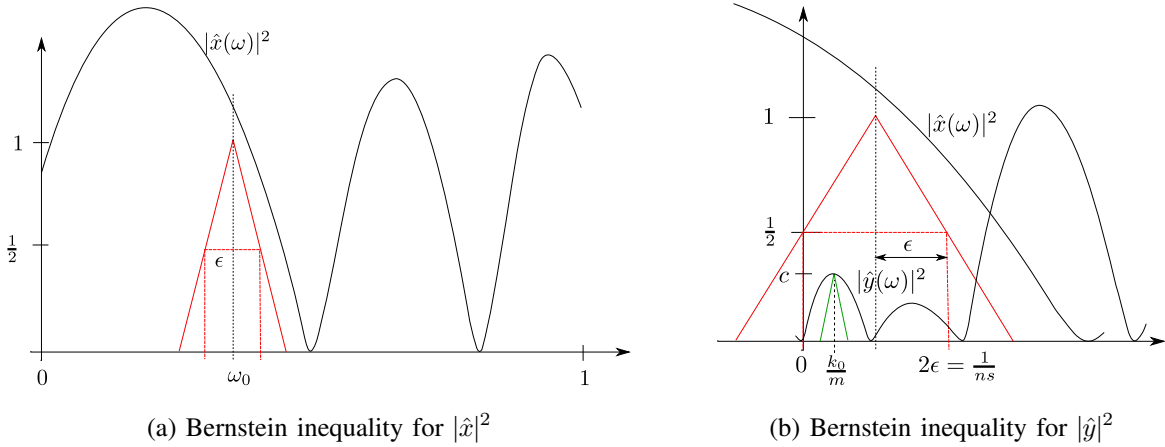 |x̂(ω)|²
1
½
ϵ
0
ω₀
1
(a) Bernstein inequality for |x̂|²
1
|x̂(ω)|²
½
ϵ
c
|ŷ(ω)|²
0
k₀/m
2ϵ = 1/ns
(b) Bernstein inequality for |ŷ|²